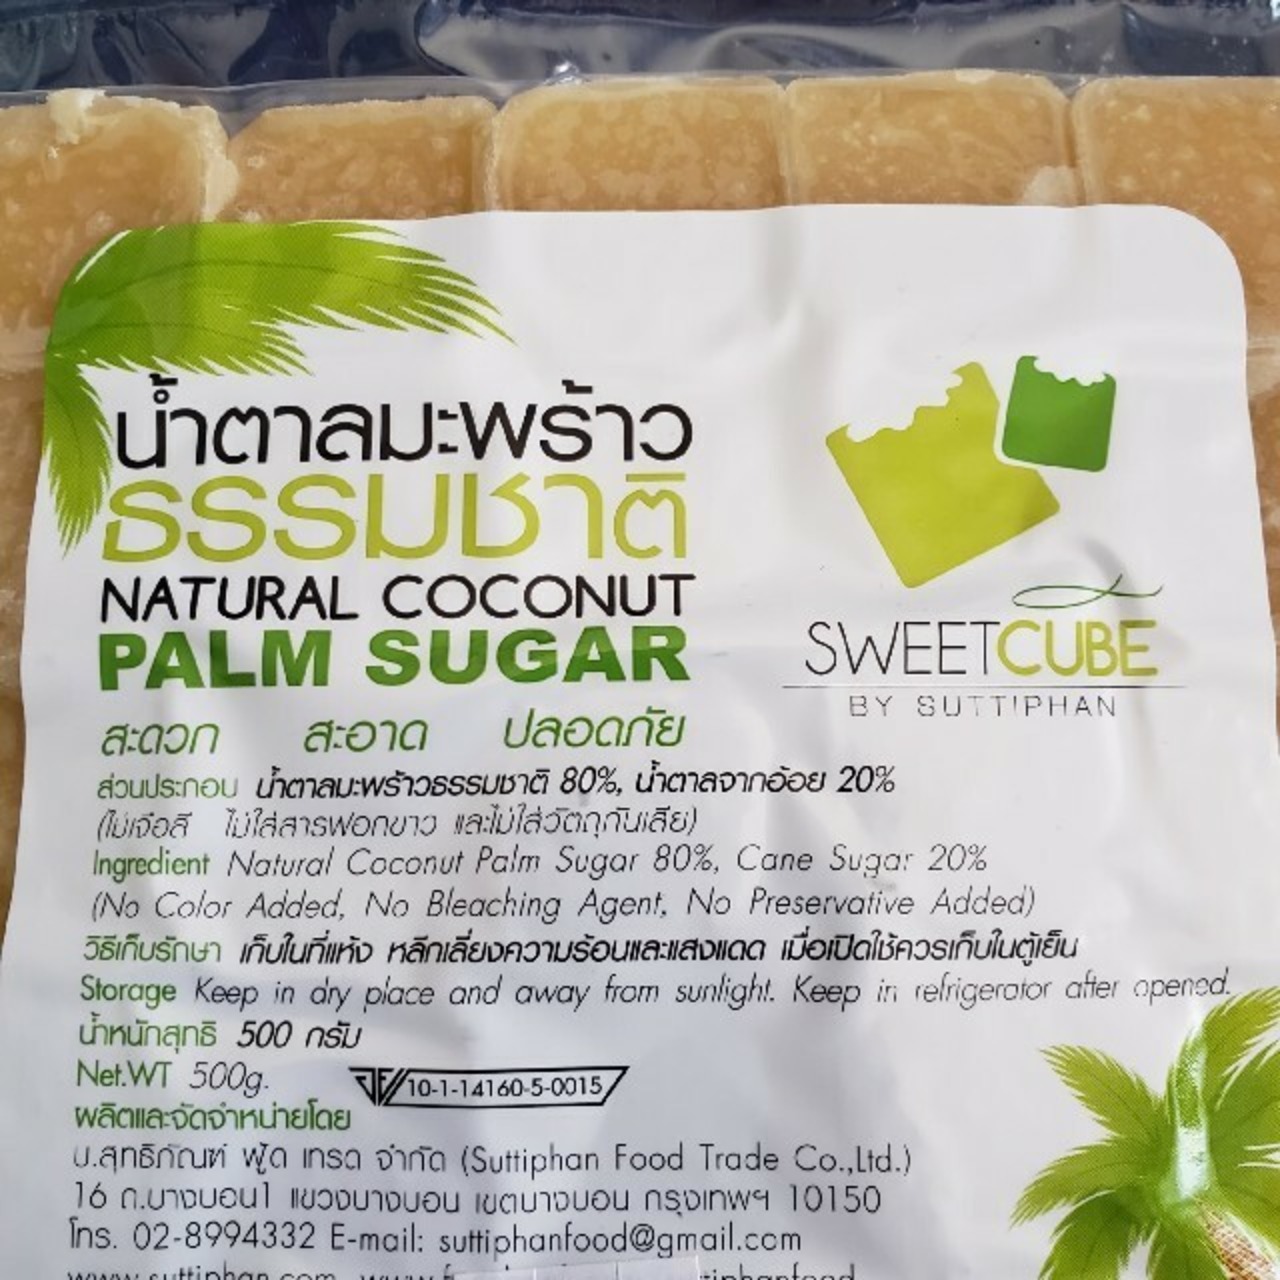 น้ำตาลมะพร้าว
ธรรมชาติ
NATURAL COCONUT
PALM SUGAR
SWEETCUBE
BY SUTTIPHAN
สะดวก สะอาด ปลอดภัย
ส่วนประกอบ น้ำตาลมะพร้าวธรรมชาติ 80%, น้ำตาลจากอ้อย 20%
(ไม่เจือสี ไม่ใส่สารฟอกขาว และไม่ใส่วัตถุกันเสีย)
Ingredient Natural Coconut Palm Sugar 80%, Cane Sugar 20%
(No Color Added, No Bleaching Agent, No Preservative Added)
วิธีเก็บรักษา เก็บในที่แห้ง หลีกเลี่ยงความร้อนและแสงแดด เมื่อเปิดใช้ควรเก็บในตู้เย็น
Storage Keep in dry place and away from sunlight. Keep in refrigerator after opened.
น้ำหนักสุทธิ 500 กรัม
Net.WT 500g.
10-1-14160-5-0015
ผลิตและจัดจำหน่ายโดย
บ.สุทธิภัณฑ์ ฟู้ด เทรด จำกัด (Suttiphan Food Trade Co.,Ltd.)
16 ถ.บางบอน1 แขวงบางบอน เขตบางบอน กรุงเทพฯ 10150
โทร. 02-8994332 E-mail: suttiphanfood@gmail.com
www.suttiphan.com